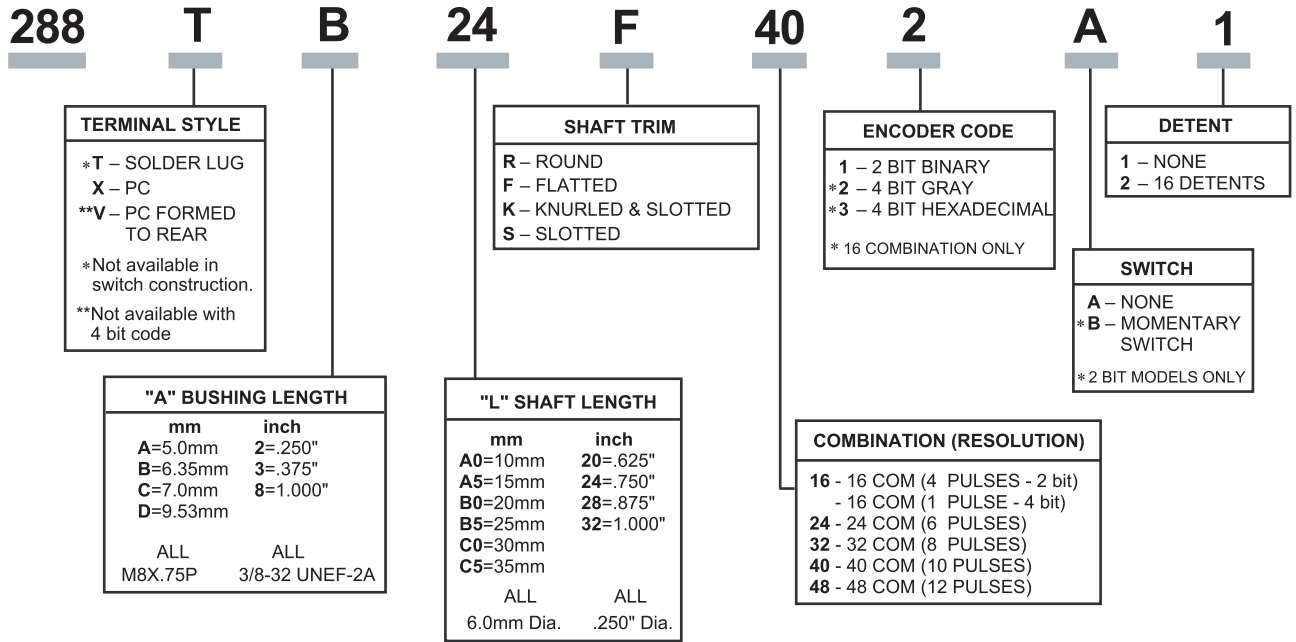 288 T B 24 F 40 2 A 1
TERMINAL STYLE
*T – SOLDER LUG
X – PC
**V – PC FORMED
TO REAR
*Not available in
switch construction.
**Not available with
4 bit code
SHAFT TRIM
R – ROUND
F – FLATTED
K – KNURLED & SLOTTED
S – SLOTTED
ENCODER CODE
1 – 2 BIT BINARY
*2 – 4 BIT GRAY
*3 – 4 BIT HEXADECIMAL
* 16 COMBINATION ONLY
DETENT
1 – NONE
2 – 16 DETENTS
SWITCH
A – NONE
*B – MOMENTARY
SWITCH
* 2 BIT MODELS ONLY
"A" BUSHING LENGTH
mm inch
A=5.0mm 2=.250"
B=6.35mm 3=.375"
C=7.0mm 8=1.000"
D=9.53mm
ALL ALL
M8X.75P 3/8-32 UNEF-2A
"L" SHAFT LENGTH
mm inch
A0=10mm 20=.625"
A5=15mm 24=.750"
B0=20mm 28=.875"
B5=25mm 32=1.000"
C0=30mm
C5=35mm
ALL ALL
6.0mm Dia. .250" Dia.
COMBINATION (RESOLUTION)
16 - 16 COM (4 PULSES - 2 bit)
- 16 COM (1 PULSE - 4 bit)
24 - 24 COM (6 PULSES)
32 - 32 COM (8 PULSES)
40 - 40 COM (10 PULSES)
48 - 48 COM (12 PULSES)